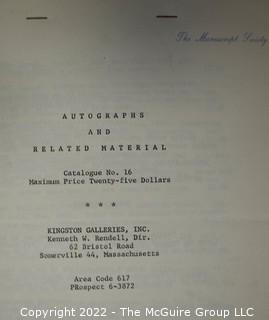 The Manuscript Society
AUTOGRAPHS
AND
RELATED MATERIAL
Catalogue No. 16
Maximum Price Twenty-five Dollars
* * *
KINGSTON GALLERIES, INC.
Kenneth W. Rendell, Dir.
62 Bristol Road
Somerville 44, Massachusetts
Area Code 617
PRospect 6-3872
Copyright 2022 - The McGuire Group LLC